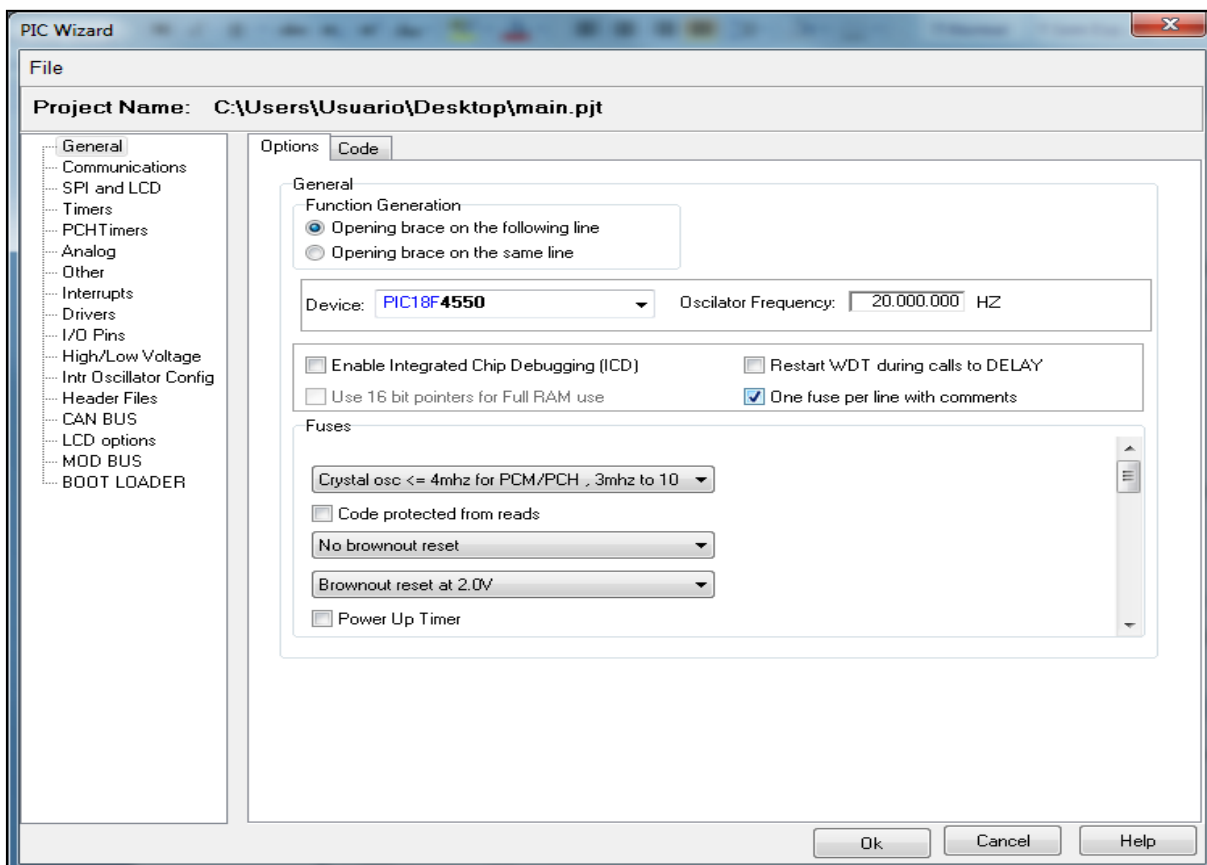 PIC Wizard
File
Project Name: C:\Users\Usuario\Desktop\main.pjt
General
Communications
SPI and LCD
Timers
PCHTimers
Analog
Other
Interrupts
Drivers
I/O Pins
High/Low Voltage
Intr Oscillator Config
Header Files
CAN BUS
LCD options
MOD BUS
BOOT LOADER
Options Code
General
Function Generation
Opening brace on the following line
Opening brace on the same line
Device: PIC18F4550 Oscilator Frequency: 20.000.000 HZ
Enable Integrated Chip Debugging (ICD) Restart WDT during calls to DELAY
Use 16 bit pointers for Full RAM use One fuse per line with comments
Fuses
Crystal osc <= 4mhz for PCM/PCH , 3mhz to 10
Code protected from reads
No brownout reset
Brownout reset at 2.0V
Power Up Timer
Ok Cancel Help